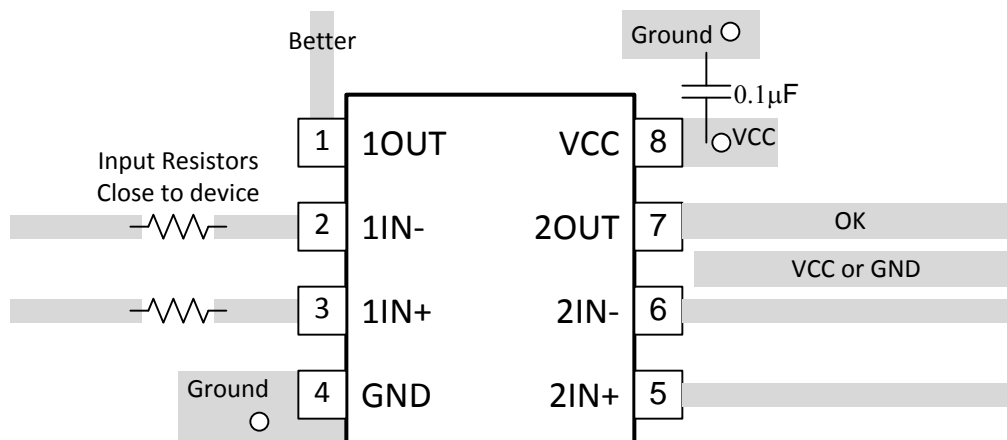 Better
Ground
0.1µF
1 1OUT VCC 8 VCC
Input Resistors
Close to device
2 1IN- 2OUT 7 OK
VCC or GND
3 1IN+ 2IN- 6
Ground
4 GND 2IN+ 5